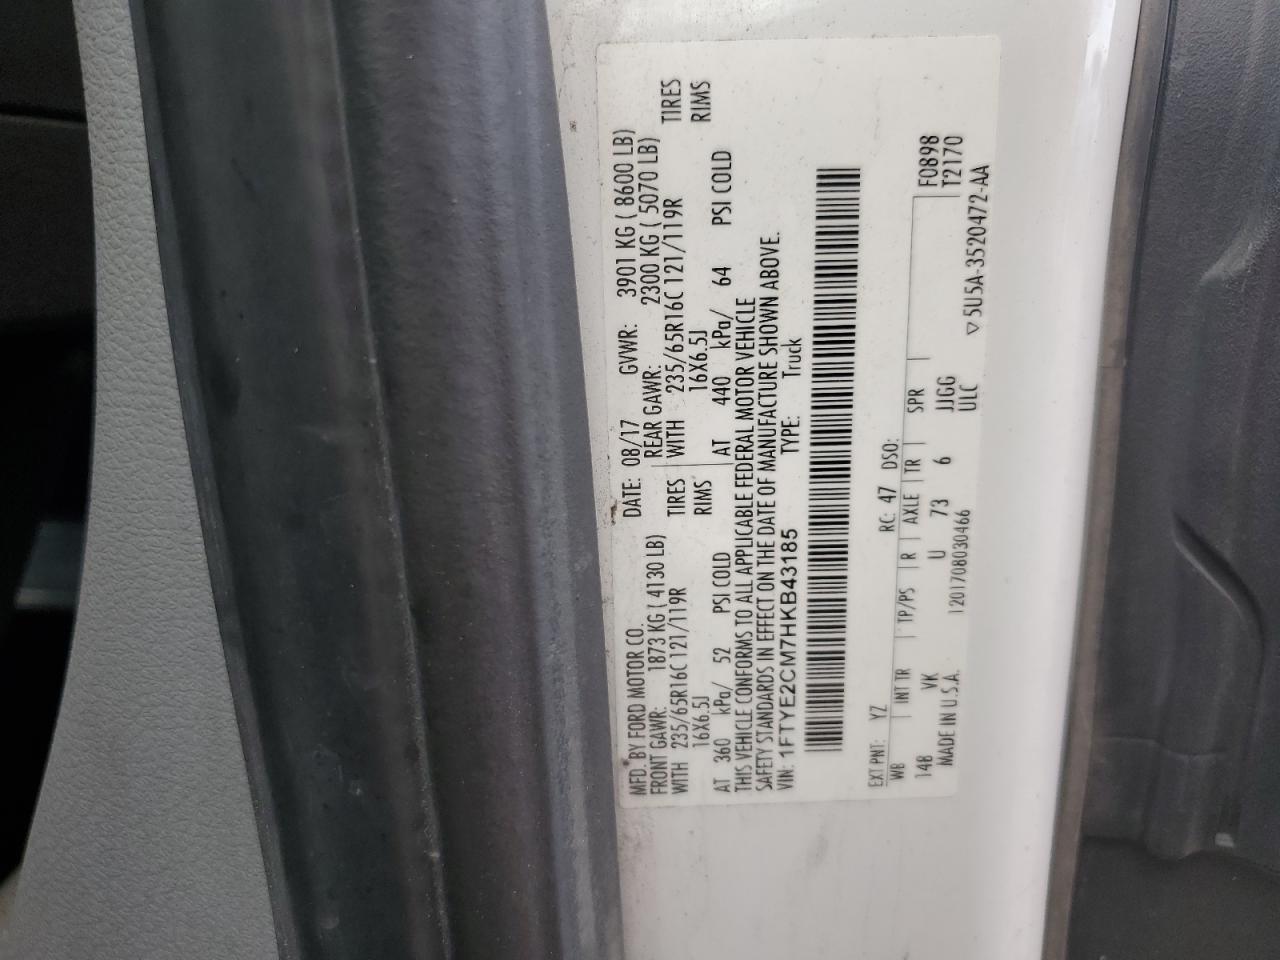 MFD. BY FORD MOTOR CO. DATE: 08/17 GVWR: 3901 KG ( 8600 LB)
FRONT GAWR: 1873 KG ( 4130 LB) REAR GAWR: 2300 KG ( 5070 LB)
WITH 235/65R16C 121/119R TIRES WITH 235/65R16C 121/119R TIRES
16X6.5J RIMS 16X6.5J RIMS
AT 360 kPa/ 52 PSI COLD AT 440 kPa/ 64 PSI COLD
THIS VEHICLE CONFORMS TO ALL APPLICABLE FEDERAL MOTOR VEHICLE
SAFETY STANDARDS IN EFFECT ON THE DATE OF MANUFACTURE SHOWN ABOVE.
VIN: 1FTYE2CM7HKB43185 TYPE: Truck
EXT PNT: YZ RC: 47 DSO: F0898
WB INT TR TP/PS R AXLE TR SPR T2170
148 VK U 73 6 JJGG
MADE IN U.S.A. 1201708030466 ULC
▽5U5A-3520472-AA